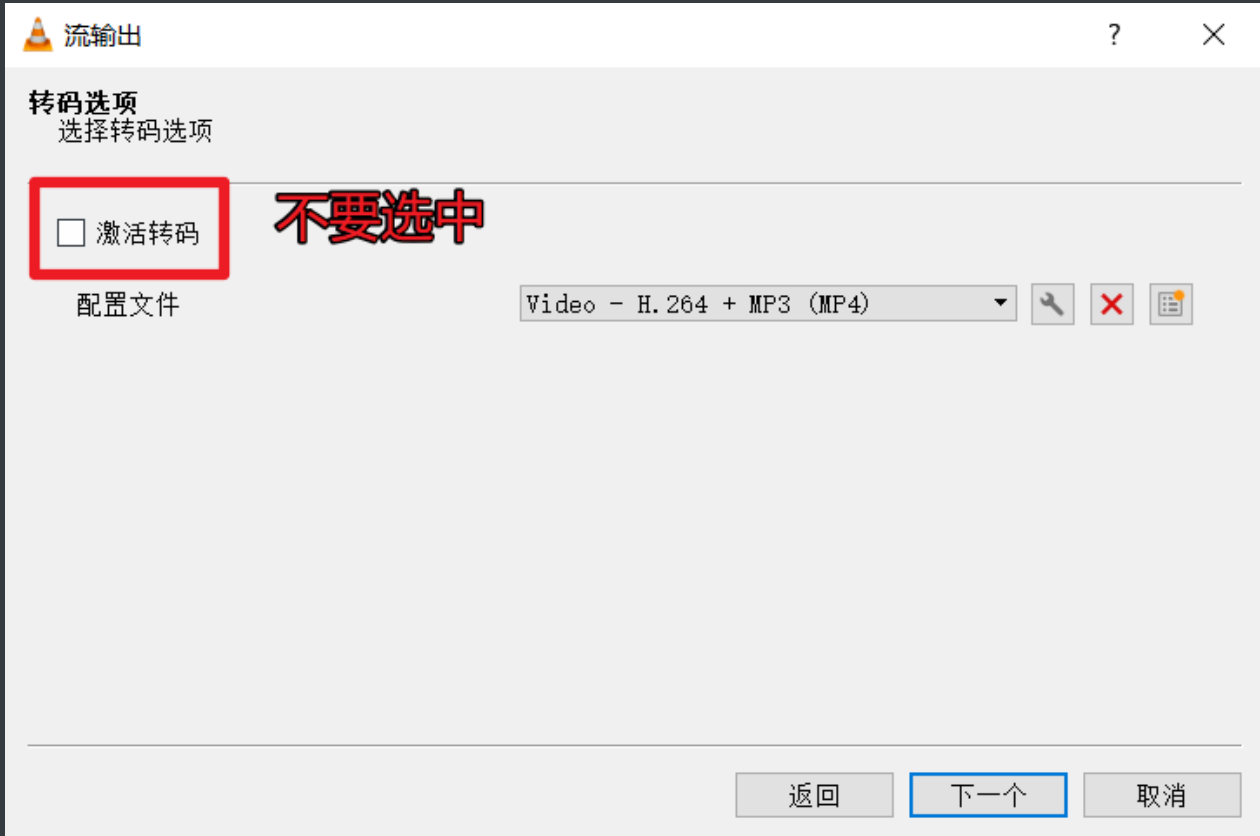 流输出
转码选项
选择转码选项
激活转码
不要选中
配置文件
Video - H.264 + MP3 (MP4)
返回
下一个
取消